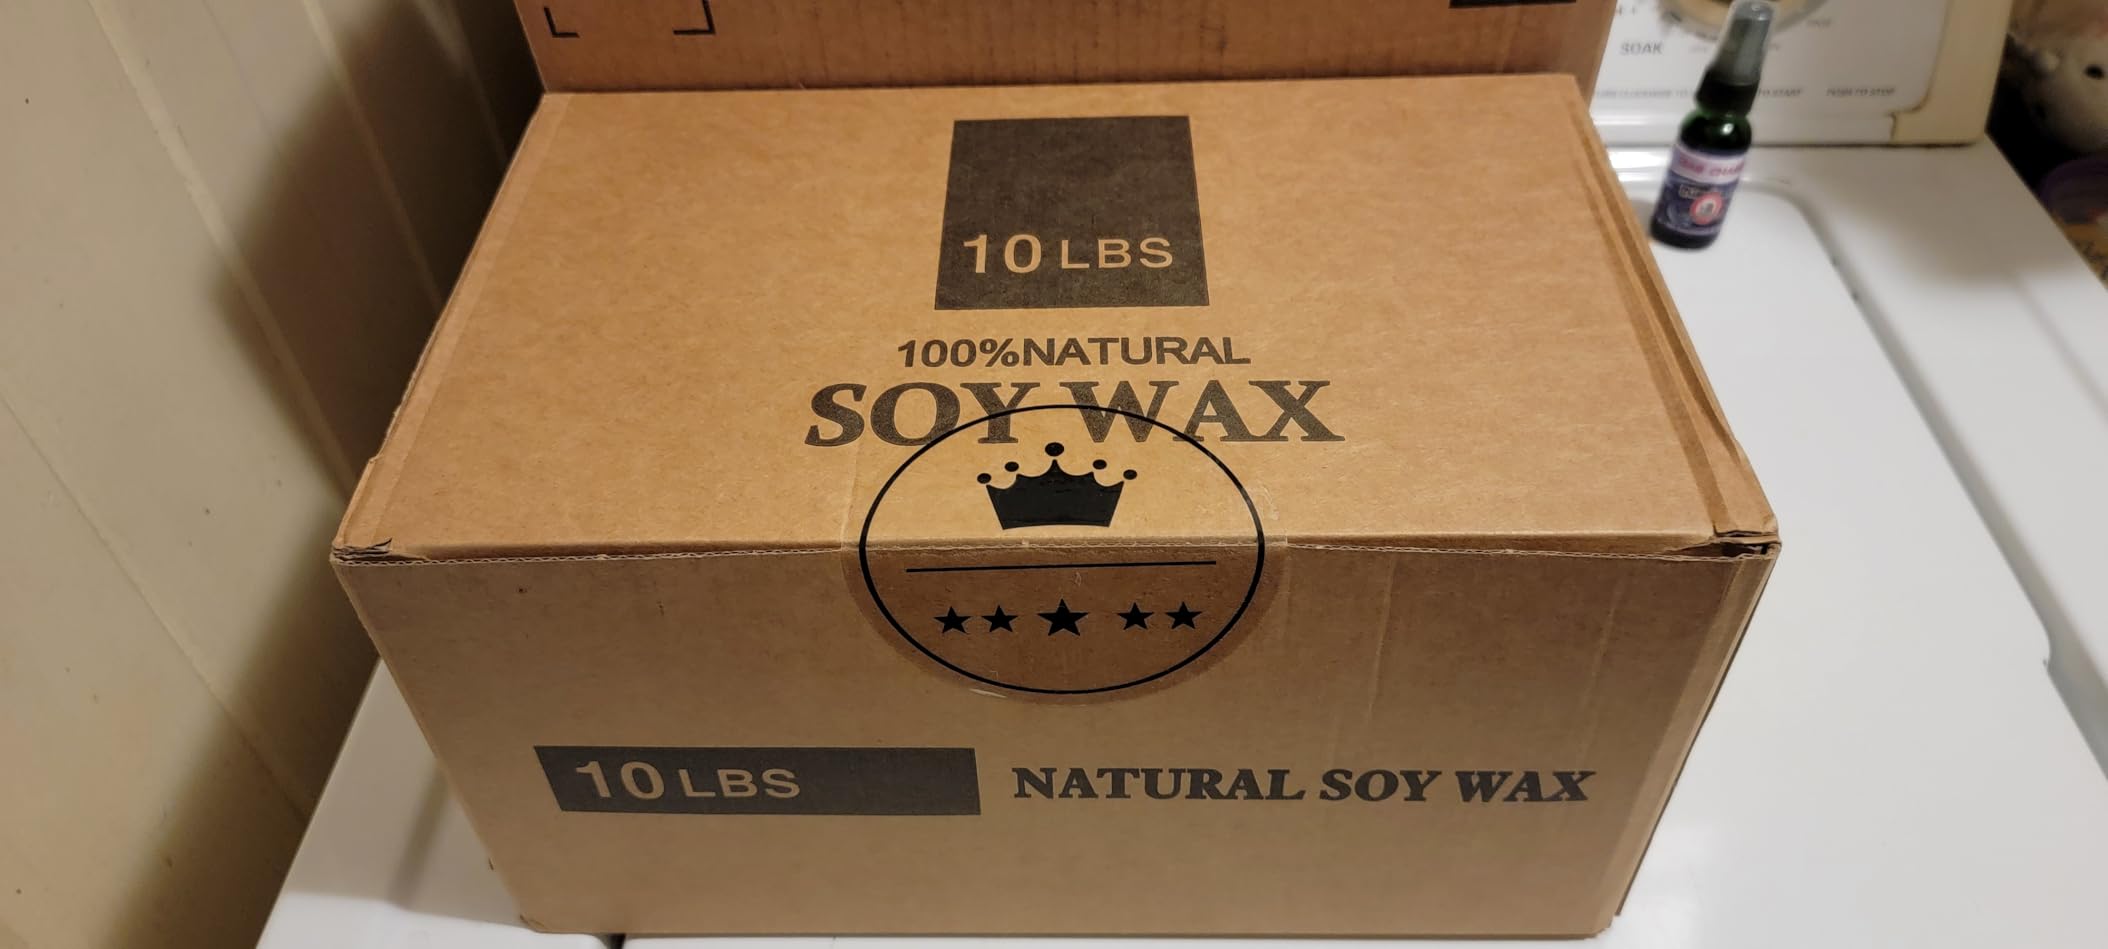 SOAK
10 LBS
100%NATURAL
SOY WAX
10 LBS
NATURAL SOY WAX